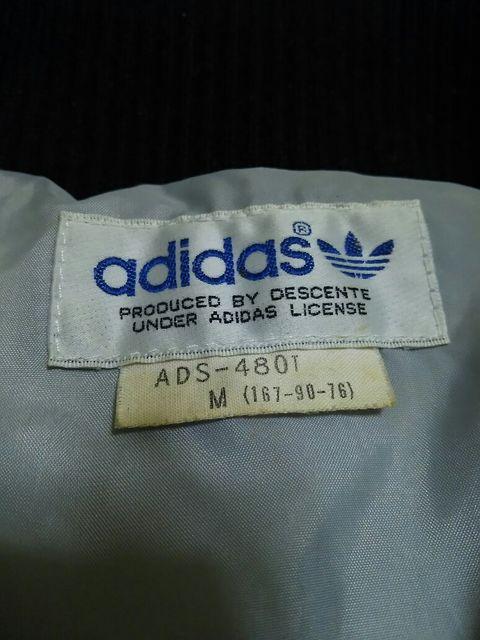 adidas®
PRODUCED BY DESCENTE
UNDER ADIDAS LICENSE
ADS-480T
M (167-90-76)